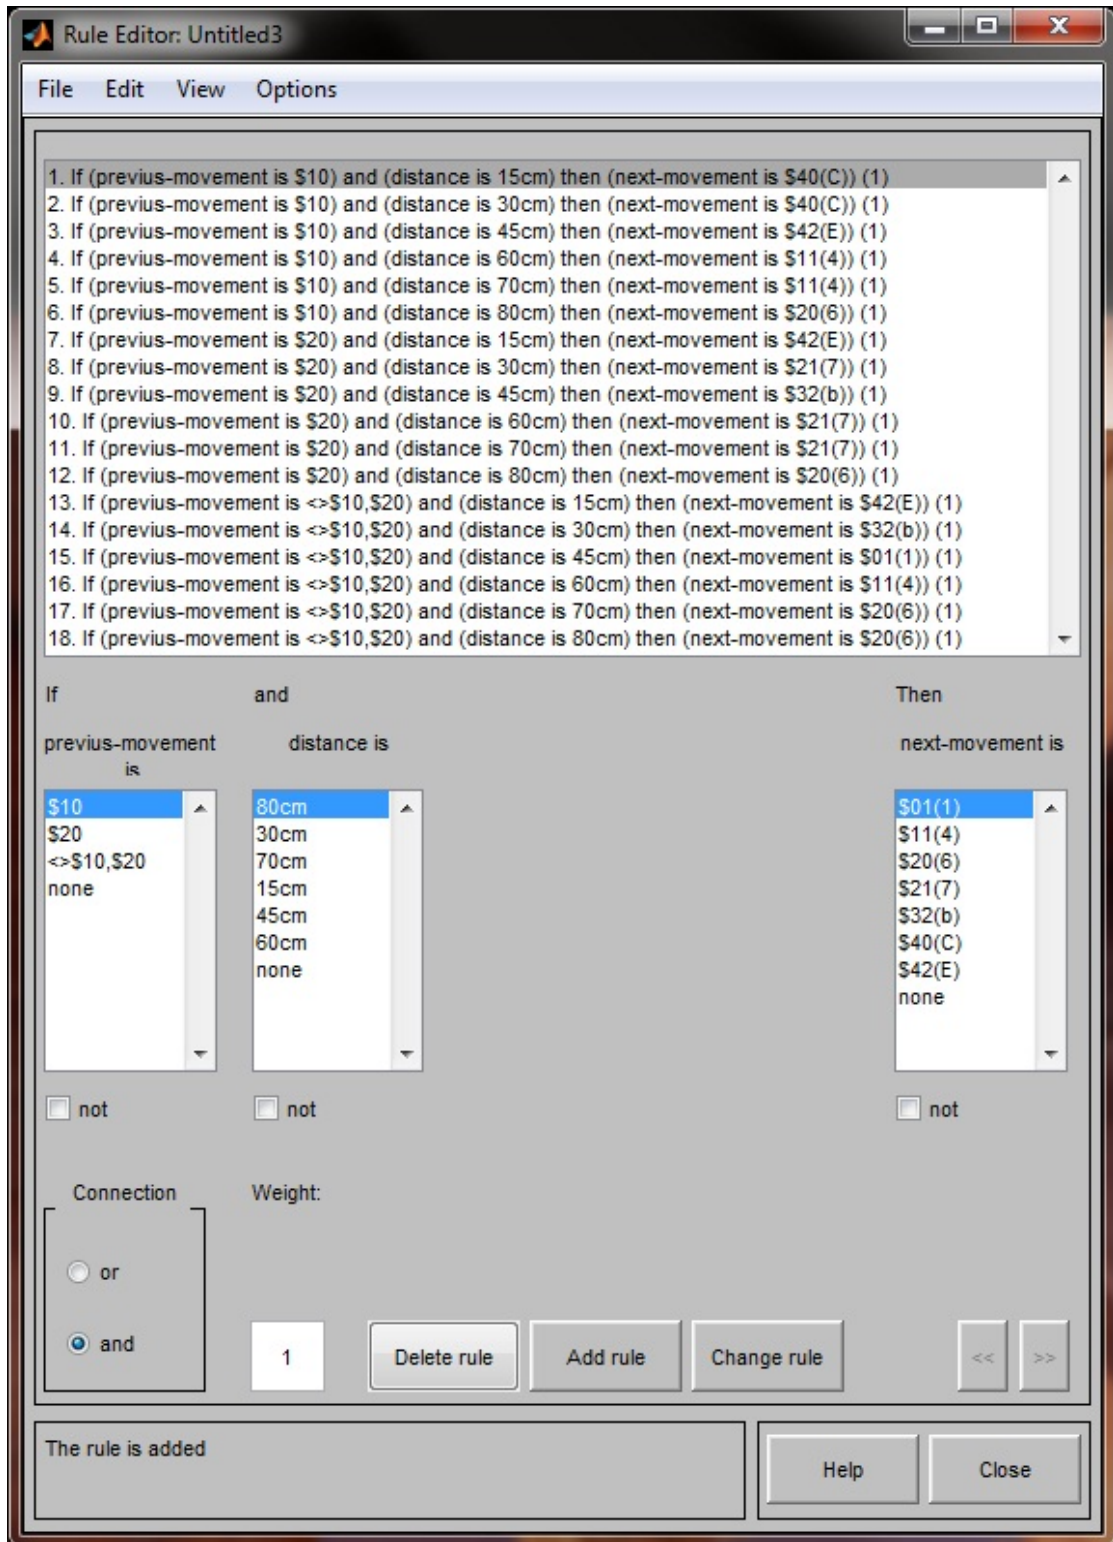 Rule Editor: Untitled3
File Edit View Options
1. If (previus-movement is $10) and (distance is 15cm) then (next-movement is $40(C)) (1)
2. If (previus-movement is $10) and (distance is 30cm) then (next-movement is $40(C)) (1)
3. If (previus-movement is $10) and (distance is 45cm) then (next-movement is $42(E)) (1)
4. If (previus-movement is $10) and (distance is 60cm) then (next-movement is $11(4)) (1)
5. If (previus-movement is $10) and (distance is 70cm) then (next-movement is $11(4)) (1)
6. If (previus-movement is $10) and (distance is 80cm) then (next-movement is $20(6)) (1)
7. If (previus-movement is $20) and (distance is 15cm) then (next-movement is $42(E)) (1)
8. If (previus-movement is $20) and (distance is 30cm) then (next-movement is $21(7)) (1)
9. If (previus-movement is $20) and (distance is 45cm) then (next-movement is $32(b)) (1)
10. If (previus-movement is $20) and (distance is 60cm) then (next-movement is $21(7)) (1)
11. If (previus-movement is $20) and (distance is 70cm) then (next-movement is $21(7)) (1)
12. If (previus-movement is $20) and (distance is 80cm) then (next-movement is $20(6)) (1)
13. If (previus-movement is <>$10,$20) and (distance is 15cm) then (next-movement is $42(E)) (1)
14. If (previus-movement is <>$10,$20) and (distance is 30cm) then (next-movement is $32(b)) (1)
15. If (previus-movement is <>$10,$20) and (distance is 45cm) then (next-movement is $01(1)) (1)
16. If (previus-movement is <>$10,$20) and (distance is 60cm) then (next-movement is $11(4)) (1)
17. If (previus-movement is <>$10,$20) and (distance is 70cm) then (next-movement is $20(6)) (1)
18. If (previus-movement is <>$10,$20) and (distance is 80cm) then (next-movement is $20(6)) (1)
If
previus-movement
is
$10
$20
<>$10,$20
none
not
and
distance is
80cm
30cm
70cm
15cm
45cm
60cm
none
not
Then
next-movement is
$01(1)
$11(4)
$20(6)
$21(7)
$32(b)
$40(C)
$42(E)
none
not
Connection
or
and
Weight:
1
Delete rule
Add rule
Change rule
<<
>>
The rule is added
Help
Close